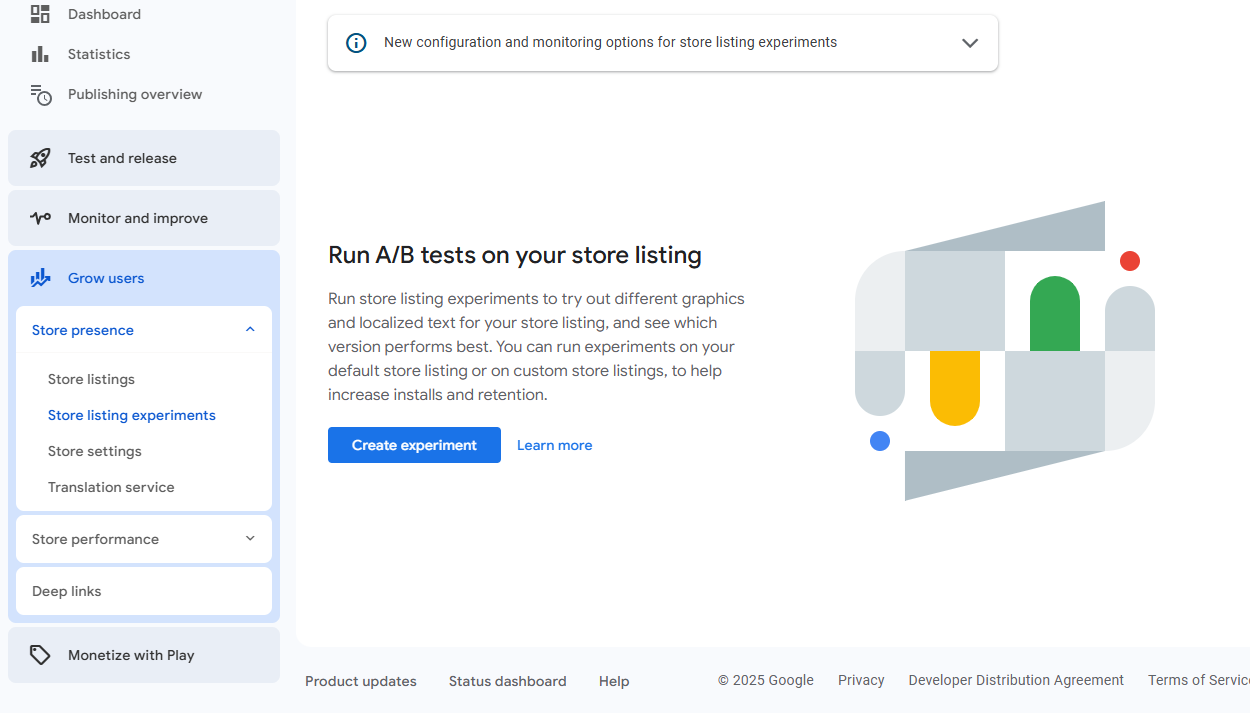 Dashboard
Statistics
Publishing overview
Test and release
Monitor and improve
Grow users
Store presence
Store listings
Store listing experiments
Store settings
Translation service
Store performance
Deep links
Monetize with Play
New configuration and monitoring options for store listing experiments
Run A/B tests on your store listing
Run store listing experiments to try out different graphics
and localized text for your store listing, and see which
version performs best. You can run experiments on your
default store listing or on custom store listings, to help
increase installs and retention.
Create experiment
Learn more
Product updates
Status dashboard
Help
© 2025 Google
Privacy
Developer Distribution Agreement
Terms of Servic